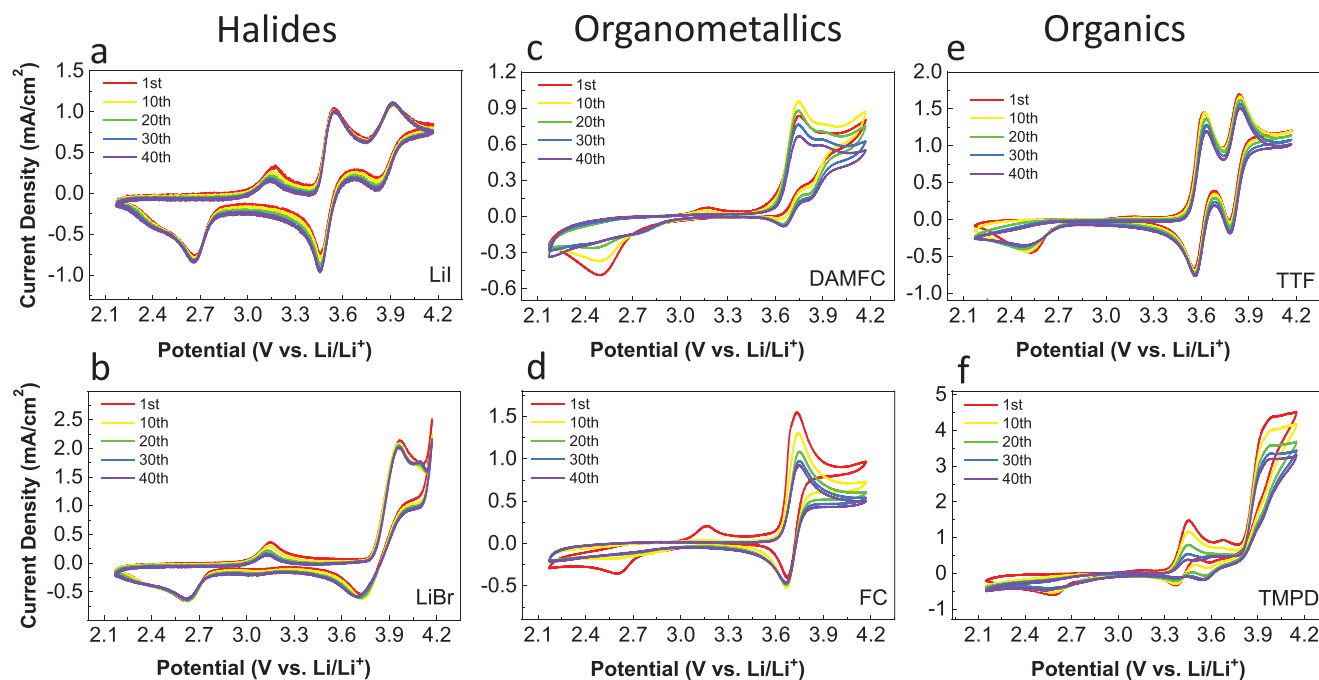 Halides
Organometallics
Organics
a
Current Density (mA/cm²)
1.5
1.0
0.5
0.0
-0.5
-1.0
1st
10th
20th
30th
40th
LiI
2.1 2.4 2.7 3.0 3.3 3.6 3.9 4.2
Potential (V vs. Li/Li⁺)
c
1.2
0.9
0.6
0.3
0.0
-0.3
-0.6
1st
10th
20th
30th
40th
DAMFC
2.1 2.4 2.7 3.0 3.3 3.6 3.9 4.2
Potential (V vs. Li/Li⁺)
e
2.0
1.5
1.0
0.5
0.0
-0.5
-1.0
1st
10th
20th
30th
40th
TTF
2.1 2.4 2.7 3.0 3.3 3.6 3.9 4.2
Potential (V vs. Li/Li⁺)
b
Current Density (mA/cm²)
2.5
2.0
1.5
1.0
0.5
0.0
-0.5
1st
10th
20th
30th
40th
LiBr
2.1 2.4 2.7 3.0 3.3 3.6 3.9 4.2
Potential (V vs. Li/Li⁺)
d
1.5
1.0
0.5
0.0
-0.5
1st
10th
20th
30th
40th
FC
2.1 2.4 2.7 3.0 3.3 3.6 3.9 4.2
Potential (V vs. Li/Li⁺)
f
5
4
3
2
1
0
-1
1st
10th
20th
30th
40th
TMPD
2.1 2.4 2.7 3.0 3.3 3.6 3.9 4.2
Potential (V vs. Li/Li⁺)